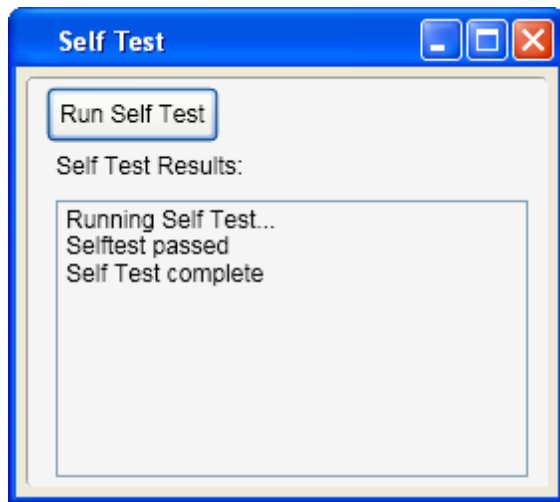 Self Test
Run Self Test
Self Test Results:
Running Self Test...
Selftest passed
Self Test complete